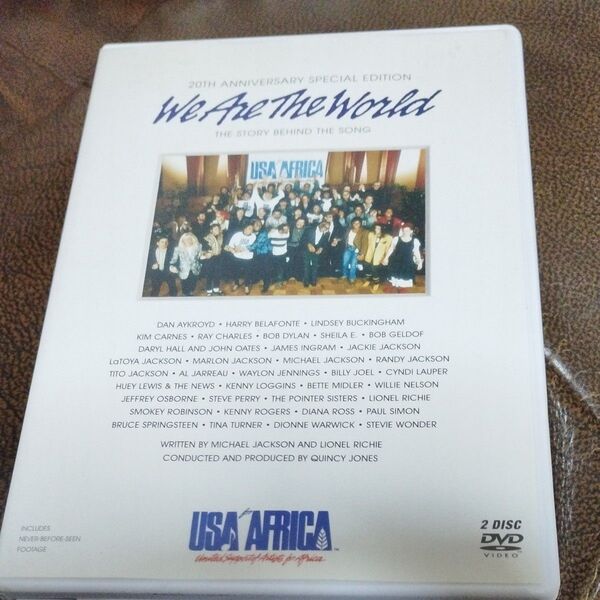 20TH ANNIVERSARY SPECIAL EDITION
We Are The World
THE STORY BEHIND THE SONG
USA AFRICA
DAN AYKROYD • HARRY BELAFONTE • LINDSEY BUCKINGHAM
KIM CARNES • RAY CHARLES • BOB DYLAN • SHEILA E. • BOB GELDOF
DARYL HALL AND JOHN OATES • JAMES INGRAM • JACKIE JACKSON
LaTOYA JACKSON • MARLON JACKSON • MICHAEL JACKSON • RANDY JACKSON
TITO JACKSON • AL JARREAU • WAYLON JENNINGS • BILLY JOEL • CYNDI LAUPER
HUEY LEWIS & THE NEWS • KENNY LOGGINS • BETTE MIDLER • WILLIE NELSON
JEFFREY OSBORNE • STEVE PERRY • THE POINTER SISTERS • LIONEL RICHIE
SMOKEY ROBINSON • KENNY ROGERS • DIANA ROSS • PAUL SIMON
BRUCE SPRINGSTEEN • TINA TURNER • DIONNE WARWICK • STEVIE WONDER
WRITTEN BY MICHAEL JACKSON AND LIONEL RICHIE
CONDUCTED AND PRODUCED BY QUINCY JONES
INCLUDES
NEVER-BEFORE-SEEN
FOOTAGE
USA for AFRICA™
United Support of Artists for Africa
2 DISC
DVD
VIDEO